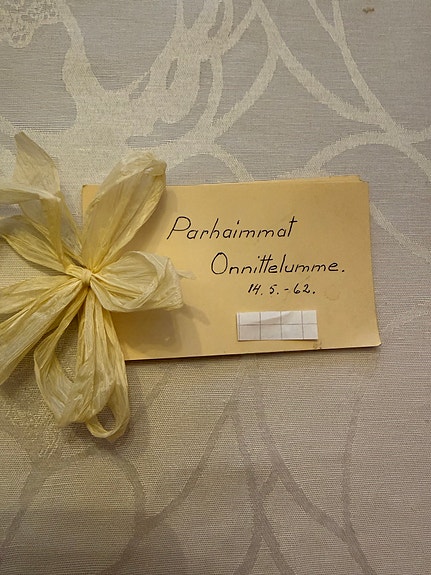 Parhaimmat
Onnittelumme.
14. 5. - 62.